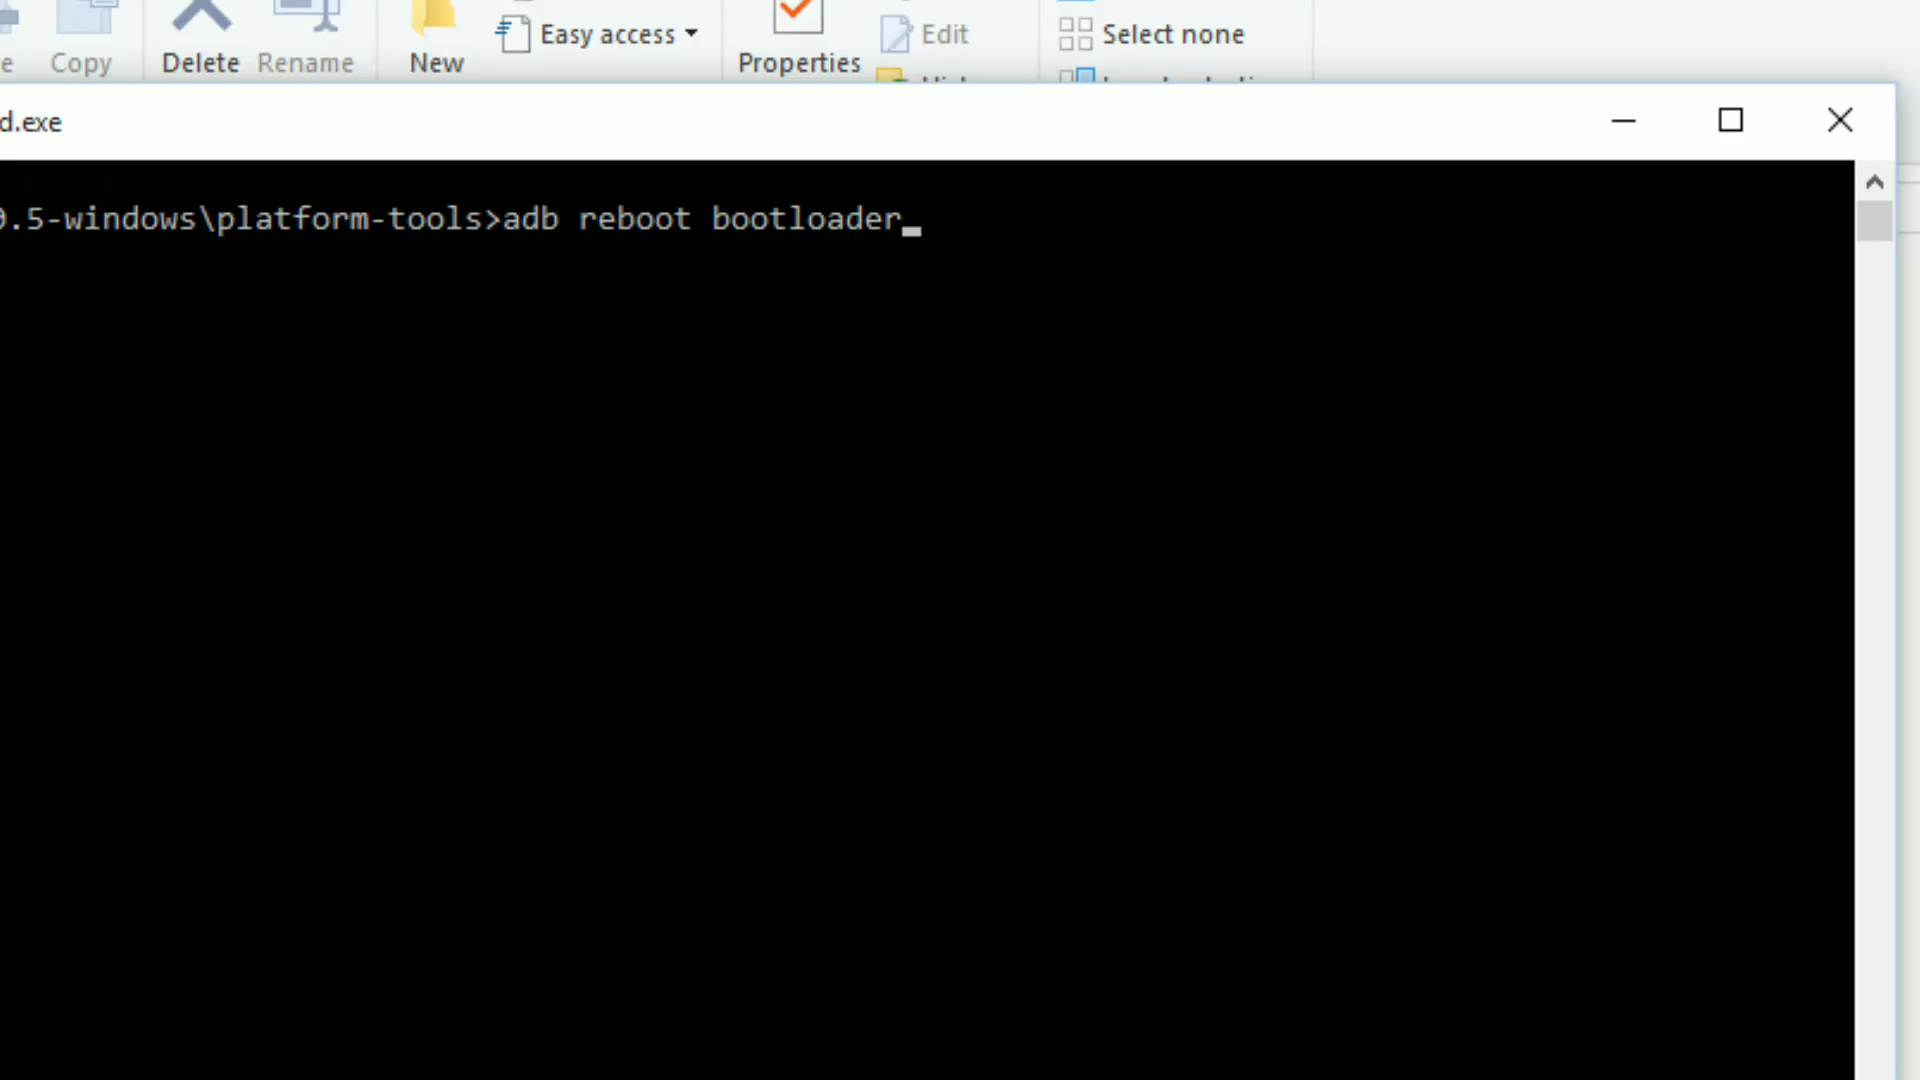 Easy access
Edit
Select none
Copy
Delete
Rename
New
Properties
d.exe
.5-windows\platform-tools>adb reboot bootloader